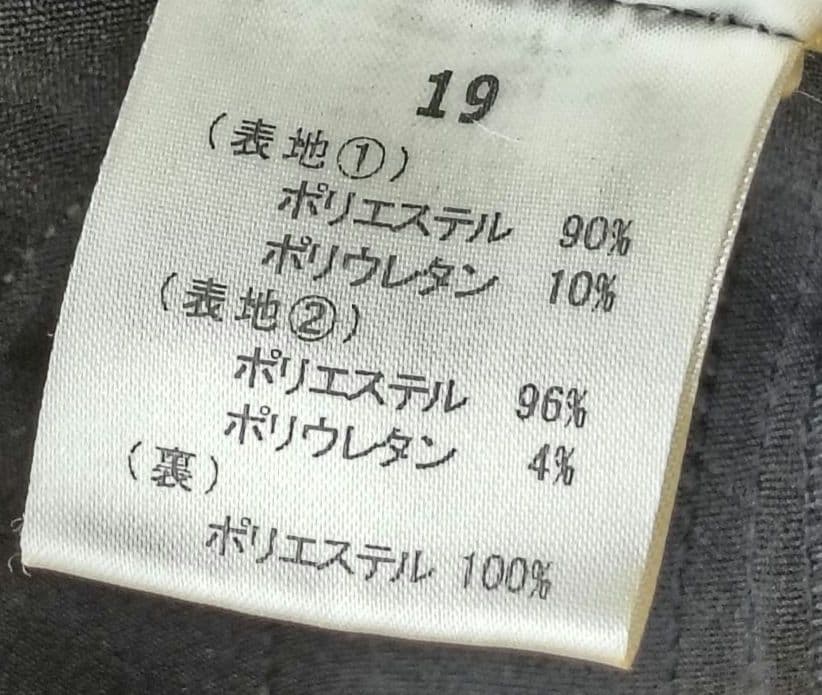 19
(表地①)
ポリエステル 90%
ポリウレタン 10%
(表地②)
ポリエステル 96%
ポリウレタン 4%
(裏)
ポリエステル 100%